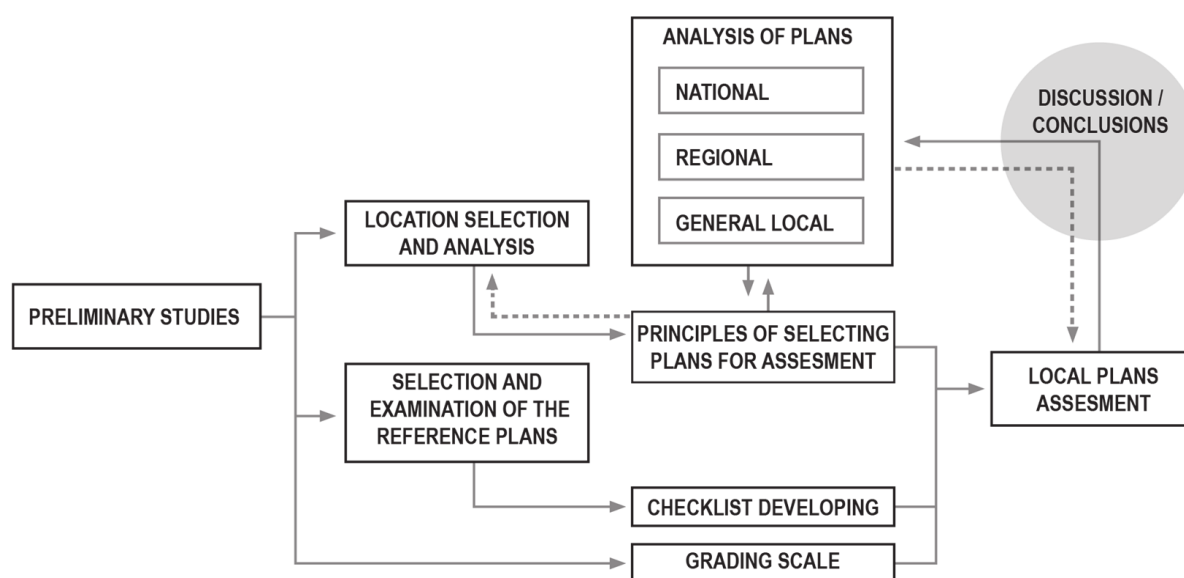 PRELIMINARY STUDIES
LOCATION SELECTION
AND ANALYSIS
SELECTION AND
EXAMINATION OF THE
REFERENCE PLANS
ANALYSIS OF PLANS
NATIONAL
REGIONAL
GENERAL LOCAL
PRINCIPLES OF SELECTING
PLANS FOR ASSESMENT
CHECKLIST DEVELOPING
GRADING SCALE
DISCUSSION /
CONCLUSIONS
LOCAL PLANS
ASSESMENT